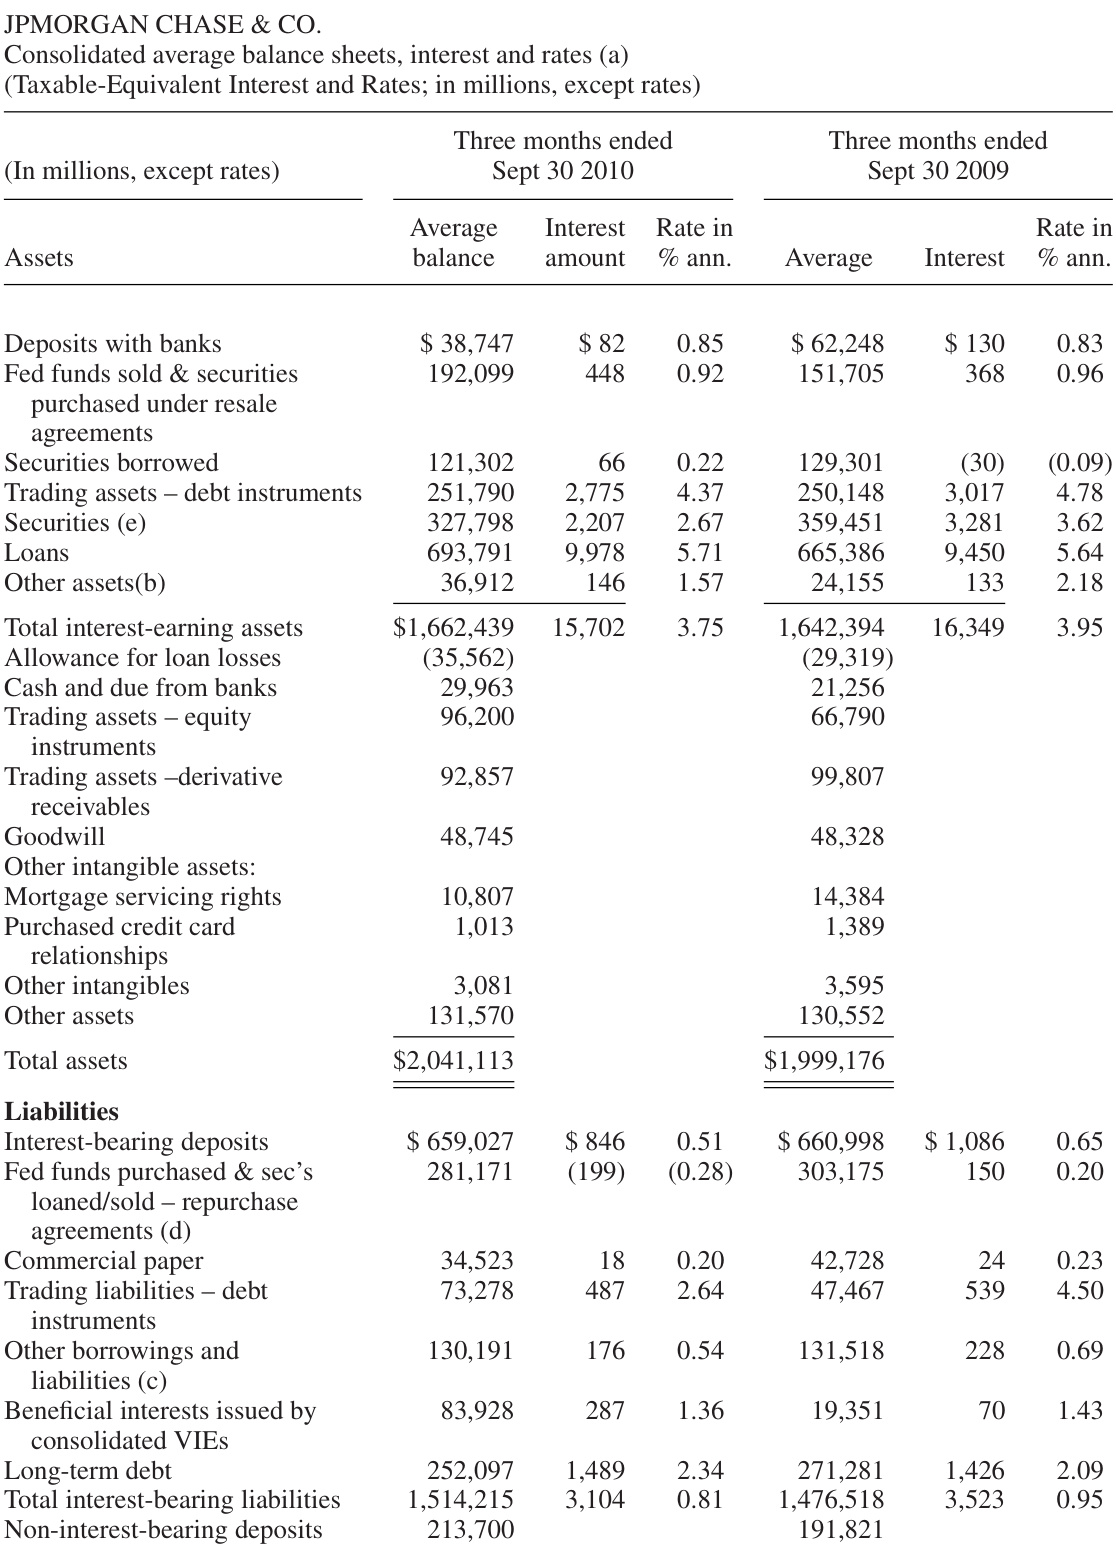 JPMORGAN CHASE & CO.
Consolidated average balance sheets, interest and rates (a)
(Taxable-Equivalent Interest and Rates; in millions, except rates)
Three months ended Three months ended
(In millions, except rates) Sept 30 2010 Sept 30 2009
Average Interest Rate in Rate in
Assets balance amount % ann. Average Interest % ann.
Deposits with banks $ 38,747 $ 82 0.85 $ 62,248 $ 130 0.83
Fed funds sold & securities 192,099 448 0.92 151,705 368 0.96
purchased under resale
agreements
Securities borrowed 121,302 66 0.22 129,301 (30) (0.09)
Trading assets – debt instruments 251,790 2,775 4.37 250,148 3,017 4.78
Securities (e) 327,798 2,207 2.67 359,451 3,281 3.62
Loans 693,791 9,978 5.71 665,386 9,450 5.64
Other assets(b) 36,912 146 1.57 24,155 133 2.18
Total interest-earning assets $1,662,439 15,702 3.75 1,642,394 16,349 3.95
Allowance for loan losses (35,562) (29,319)
Cash and due from banks 29,963 21,256
Trading assets – equity 96,200 66,790
instruments
Trading assets –derivative 92,857 99,807
receivables
Goodwill 48,745 48,328
Other intangible assets:
Mortgage servicing rights 10,807 14,384
Purchased credit card 1,013 1,389
relationships
Other intangibles 3,081 3,595
Other assets 131,570 130,552
Total assets $2,041,113 $1,999,176
Liabilities
Interest-bearing deposits $ 659,027 $ 846 0.51 $ 660,998 $ 1,086 0.65
Fed funds purchased & sec’s 281,171 (199) (0.28) 303,175 150 0.20
loaned/sold – repurchase
agreements (d)
Commercial paper 34,523 18 0.20 42,728 24 0.23
Trading liabilities – debt 73,278 487 2.64 47,467 539 4.50
instruments
Other borrowings and 130,191 176 0.54 131,518 228 0.69
liabilities (c)
Beneficial interests issued by 83,928 287 1.36 19,351 70 1.43
consolidated VIEs
Long-term debt 252,097 1,489 2.34 271,281 1,426 2.09
Total interest-bearing liabilities 1,514,215 3,104 0.81 1,476,518 3,523 0.95
Non-interest-bearing deposits 213,700 191,821